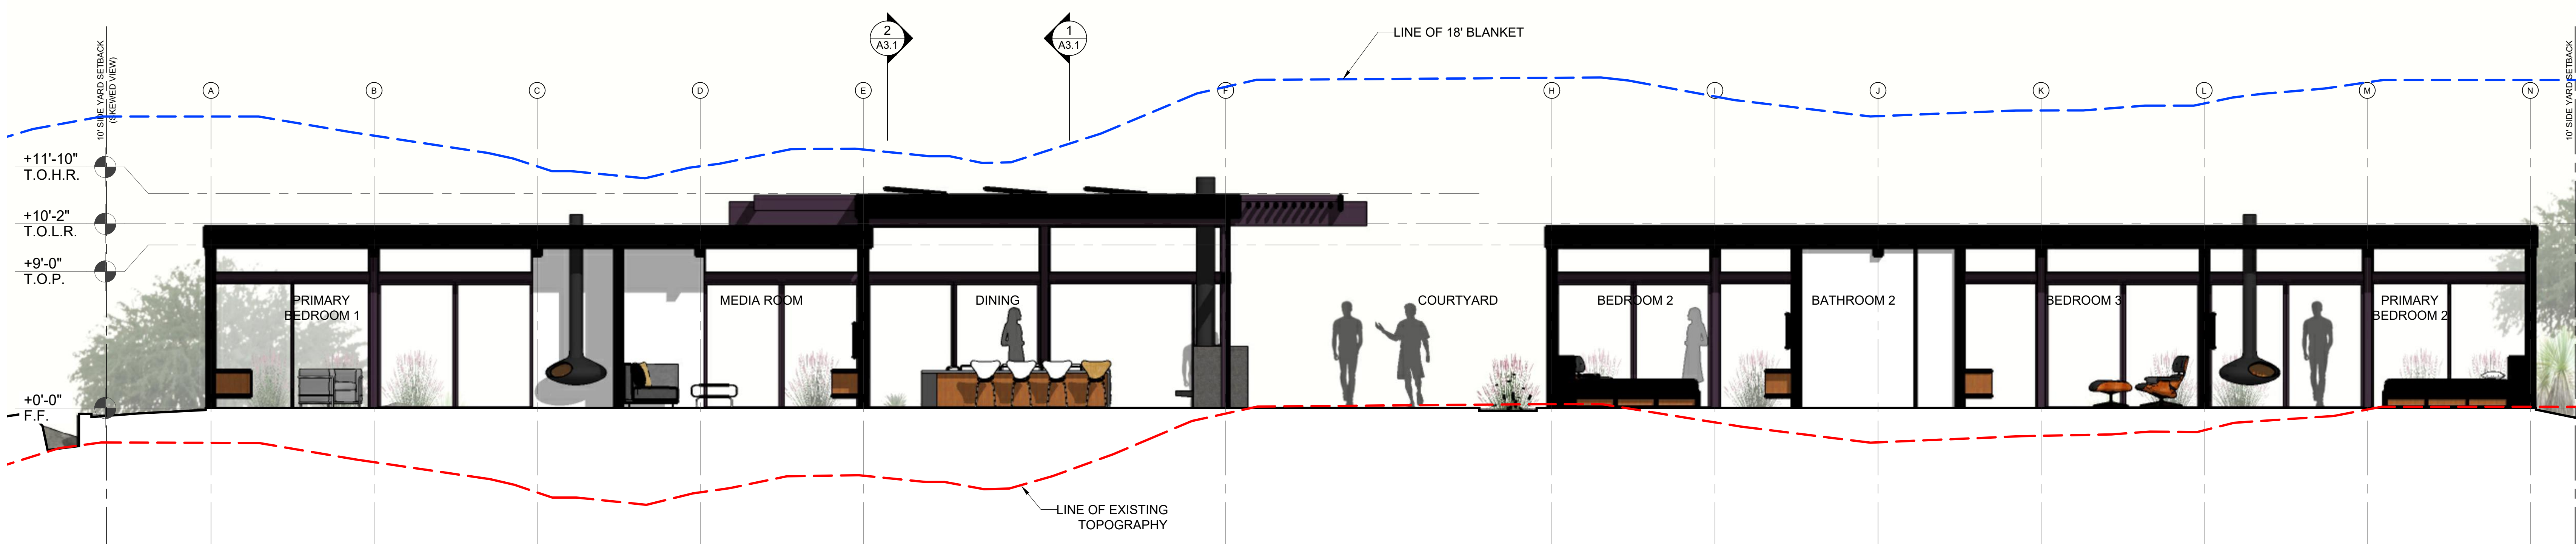 2
A3.1
1
A3.1
LINE OF 18' BLANKET
10' SIDE YARD SETBACK
(SKEWED VIEW)
10' SIDE YARD SETBACK
A
B
C
D
E
F
H
I
J
K
L
M
N
+11'-10"
T.O.H.R.
+10'-2"
T.O.L.R.
+9'-0"
T.O.P.
+0'-0"
F.F.
PRIMARY
BEDROOM 1
MEDIA ROOM
DINING
COURTYARD
BEDROOM 2
BATHROOM 2
BEDROOM 3
PRIMARY
BEDROOM 2
LINE OF EXISTING
TOPOGRAPHY